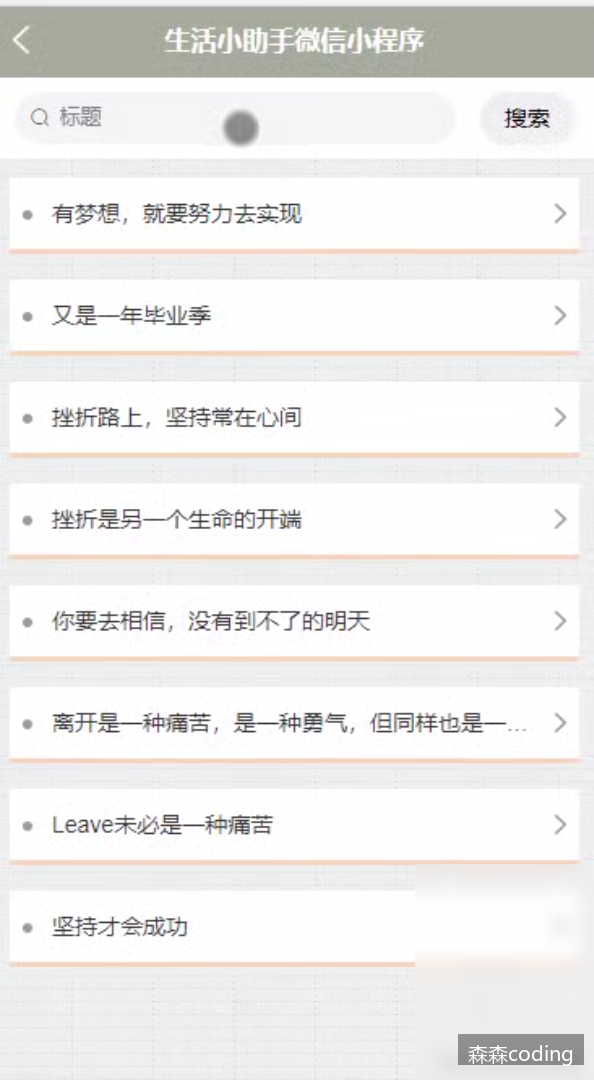 生活小助手微信小程序
标题
搜索
有梦想，就要努力去实现
又是一年毕业季
挫折路上，坚持常在心间
挫折是另一个生命的开端
你要去相信，没有到不了的明天
离开是一种痛苦，是一种勇气，但同样也是一...
Leave未必是一种痛苦
坚持才会成功
森森coding